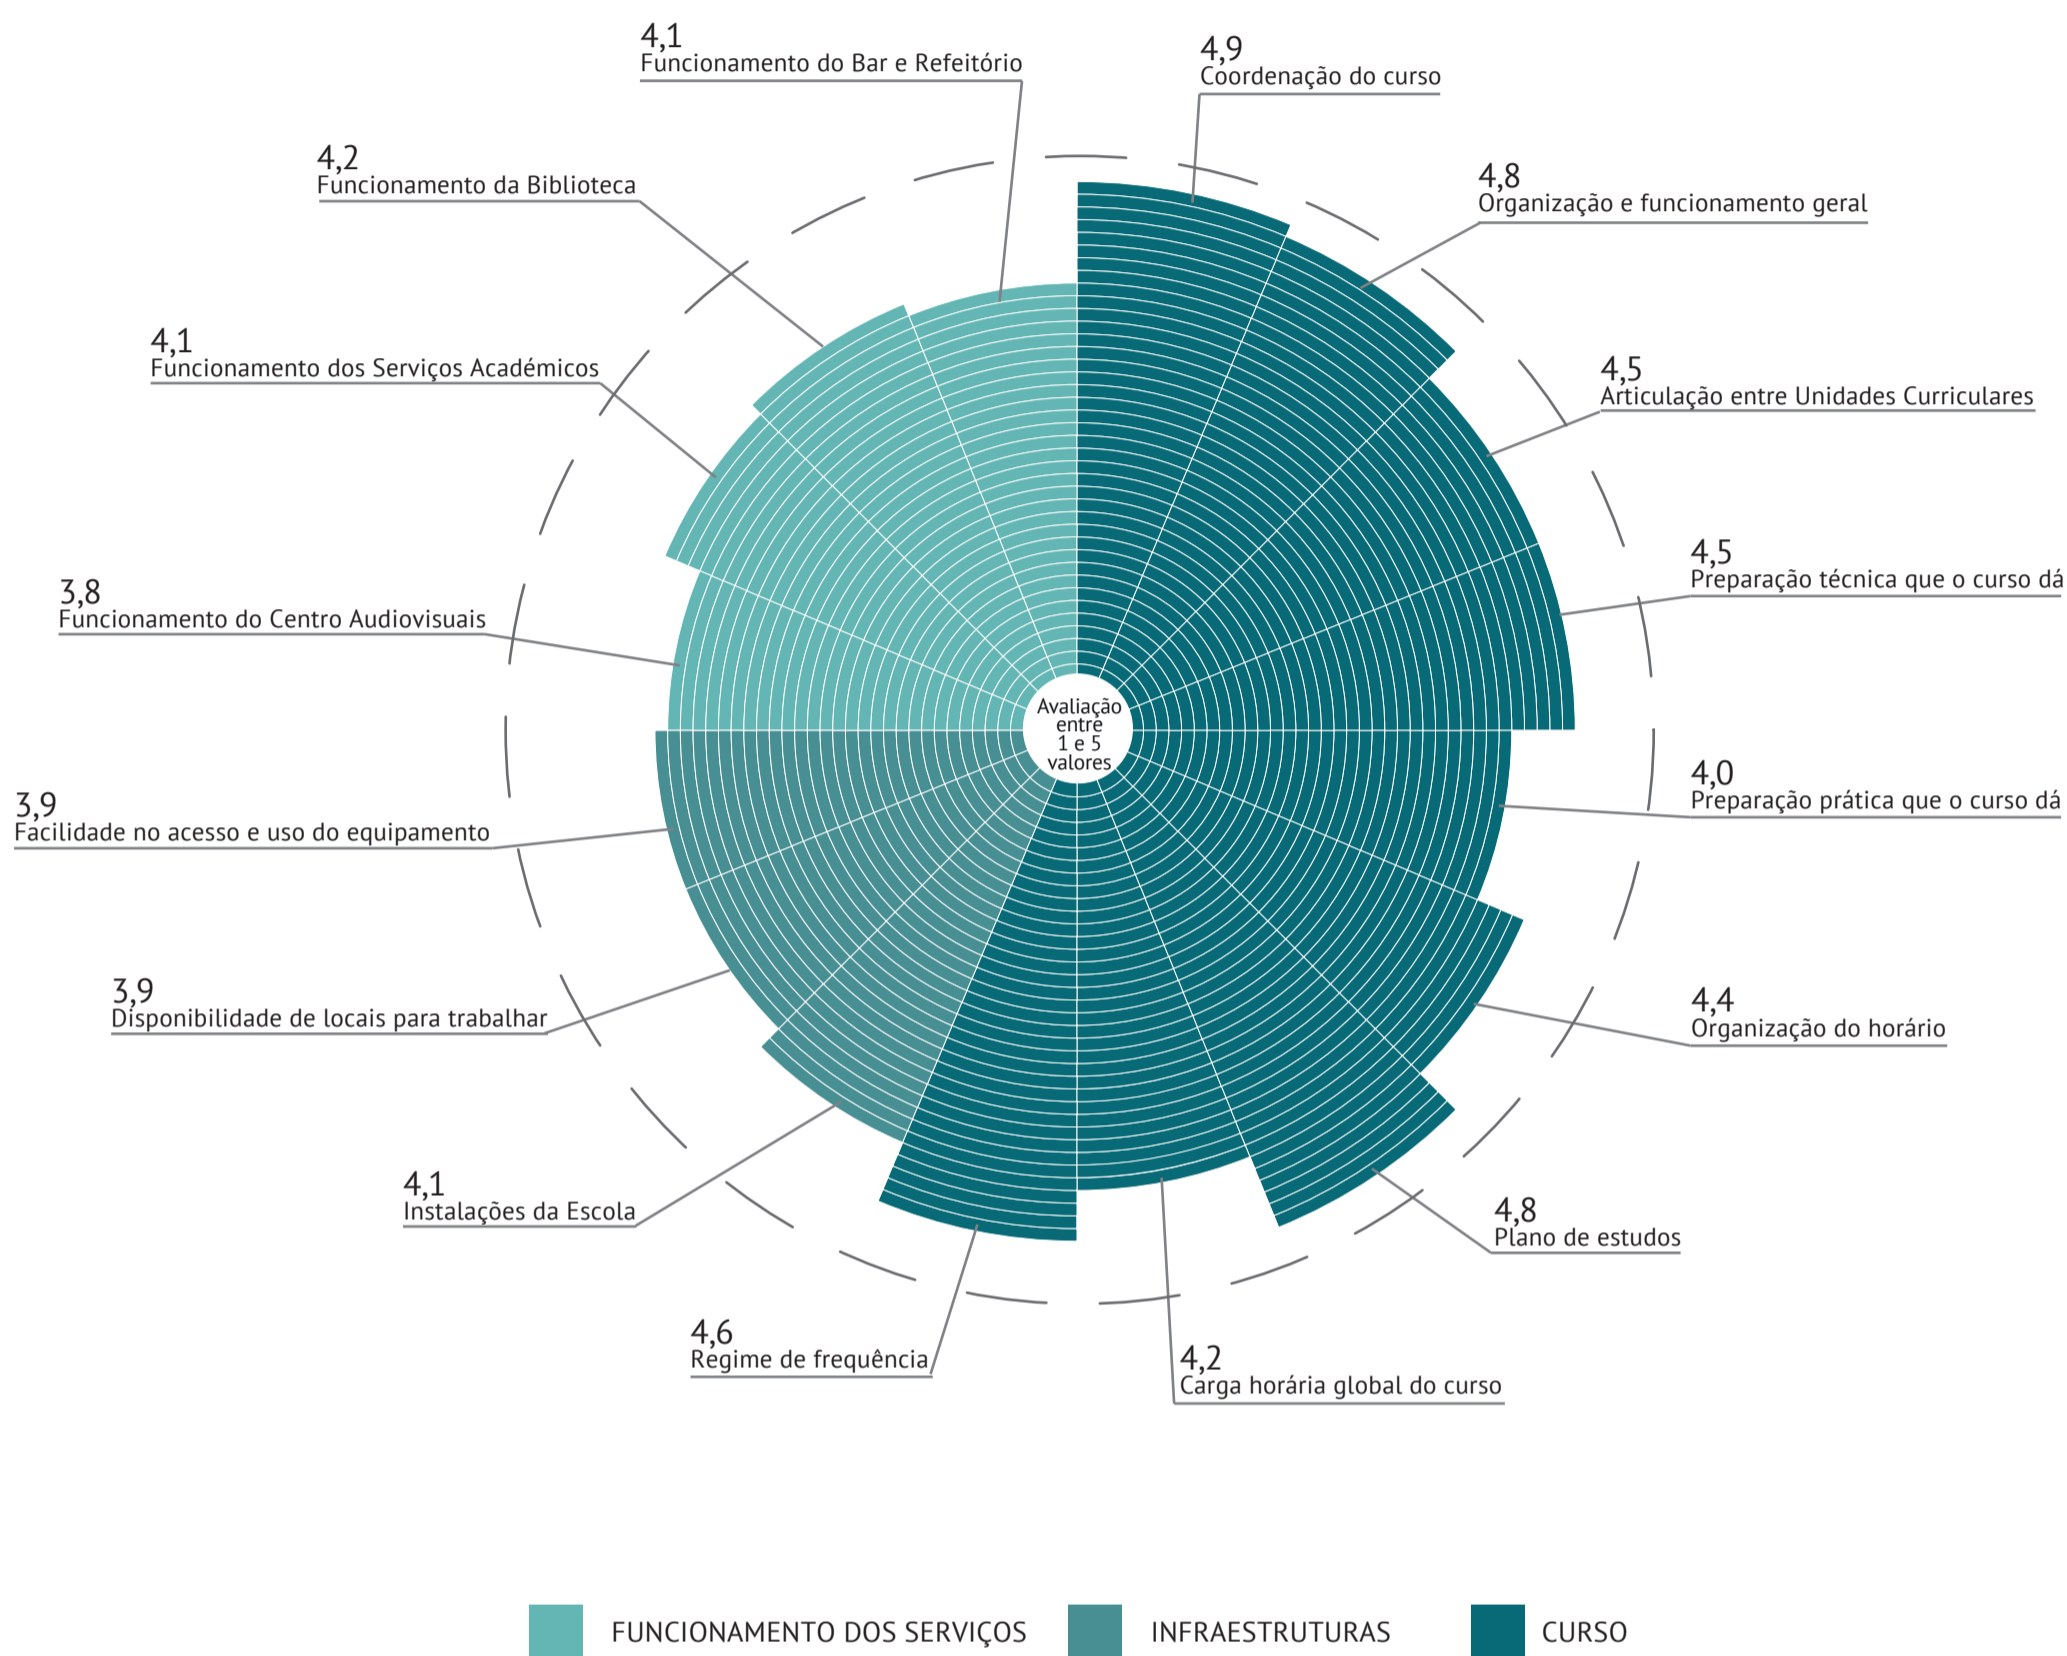 4,1
Funcionamento do Bar e Refeitório
4,9
Coordenação do curso
4,2
Funcionamento da Biblioteca
4,8
Organização e funcionamento geral
4,1
Funcionamento dos Serviços Académicos
4,5
Articulação entre Unidades Curriculares
4,5
Preparação técnica que o curso dá
3,8
Funcionamento do Centro Audiovisuais
Avaliação
entre
1 e 5
valores
4,0
Preparação prática que o curso dá
3,9
Facilidade no acesso e uso do equipamento
3,9
Disponibilidade de locais para trabalhar
4,4
Organização do horário
4,1
Instalações da Escola
4,8
Plano de estudos
4,6
Regime de frequência
4,2
Carga horária global do curso
FUNCIONAMENTO DOS SERVIÇOS
INFRAESTRUTURAS
CURSO